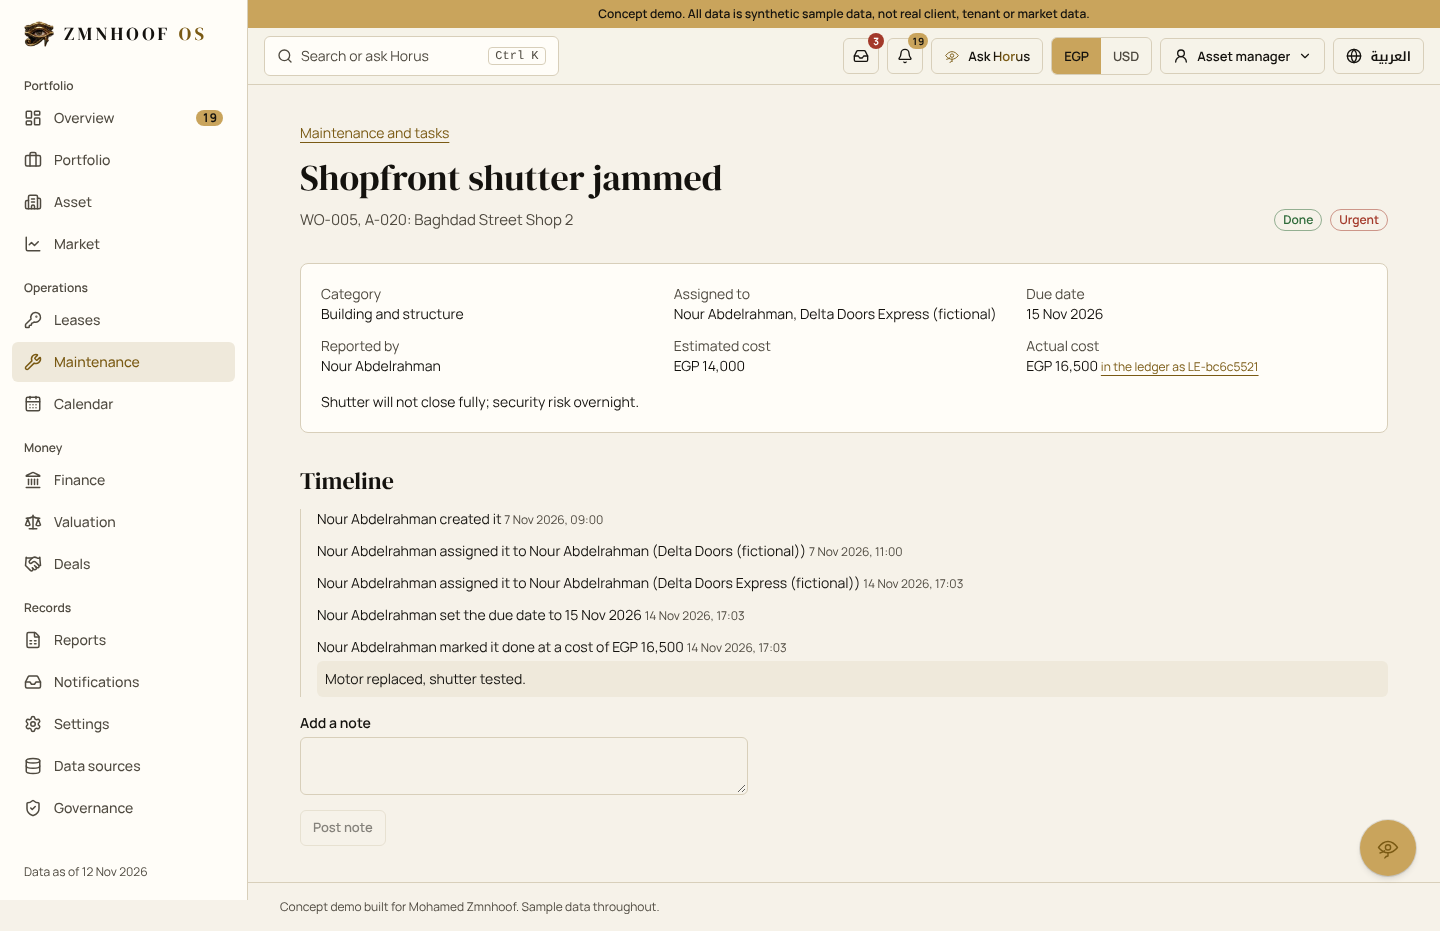 ZMNHOOF OS
Portfolio
Overview 19
Portfolio
Asset
Market
Operations
Leases
Maintenance
Calendar
Money
Finance
Valuation
Deals
Records
Reports
Notifications
Settings
Data sources
Governance
Data as of 12 Nov 2026
Concept demo. All data is synthetic sample data, not real client, tenant or market data.
Search or ask Horus Ctrl K
3 19 Ask Horus EGP USD Asset manager العربية
Maintenance and tasks
Shopfront shutter jammed
WO-005, A-020: Baghdad Street Shop 2 Done Urgent
Category Assigned to Due date
Building and structure Nour Abdelrahman, Delta Doors Express (fictional) 15 Nov 2026
Reported by Estimated cost Actual cost
Nour Abdelrahman EGP 14,000 EGP 16,500 in the ledger as LE-bc6c5521
Shutter will not close fully; security risk overnight.
Timeline
Nour Abdelrahman created it 7 Nov 2026, 09:00
Nour Abdelrahman assigned it to Nour Abdelrahman (Delta Doors (fictional)) 7 Nov 2026, 11:00
Nour Abdelrahman assigned it to Nour Abdelrahman (Delta Doors Express (fictional)) 14 Nov 2026, 17:03
Nour Abdelrahman set the due date to 15 Nov 2026 14 Nov 2026, 17:03
Nour Abdelrahman marked it done at a cost of EGP 16,500 14 Nov 2026, 17:03
Motor replaced, shutter tested.
Add a note
Post note
Concept demo built for Mohamed Zmnhoof. Sample data throughout.